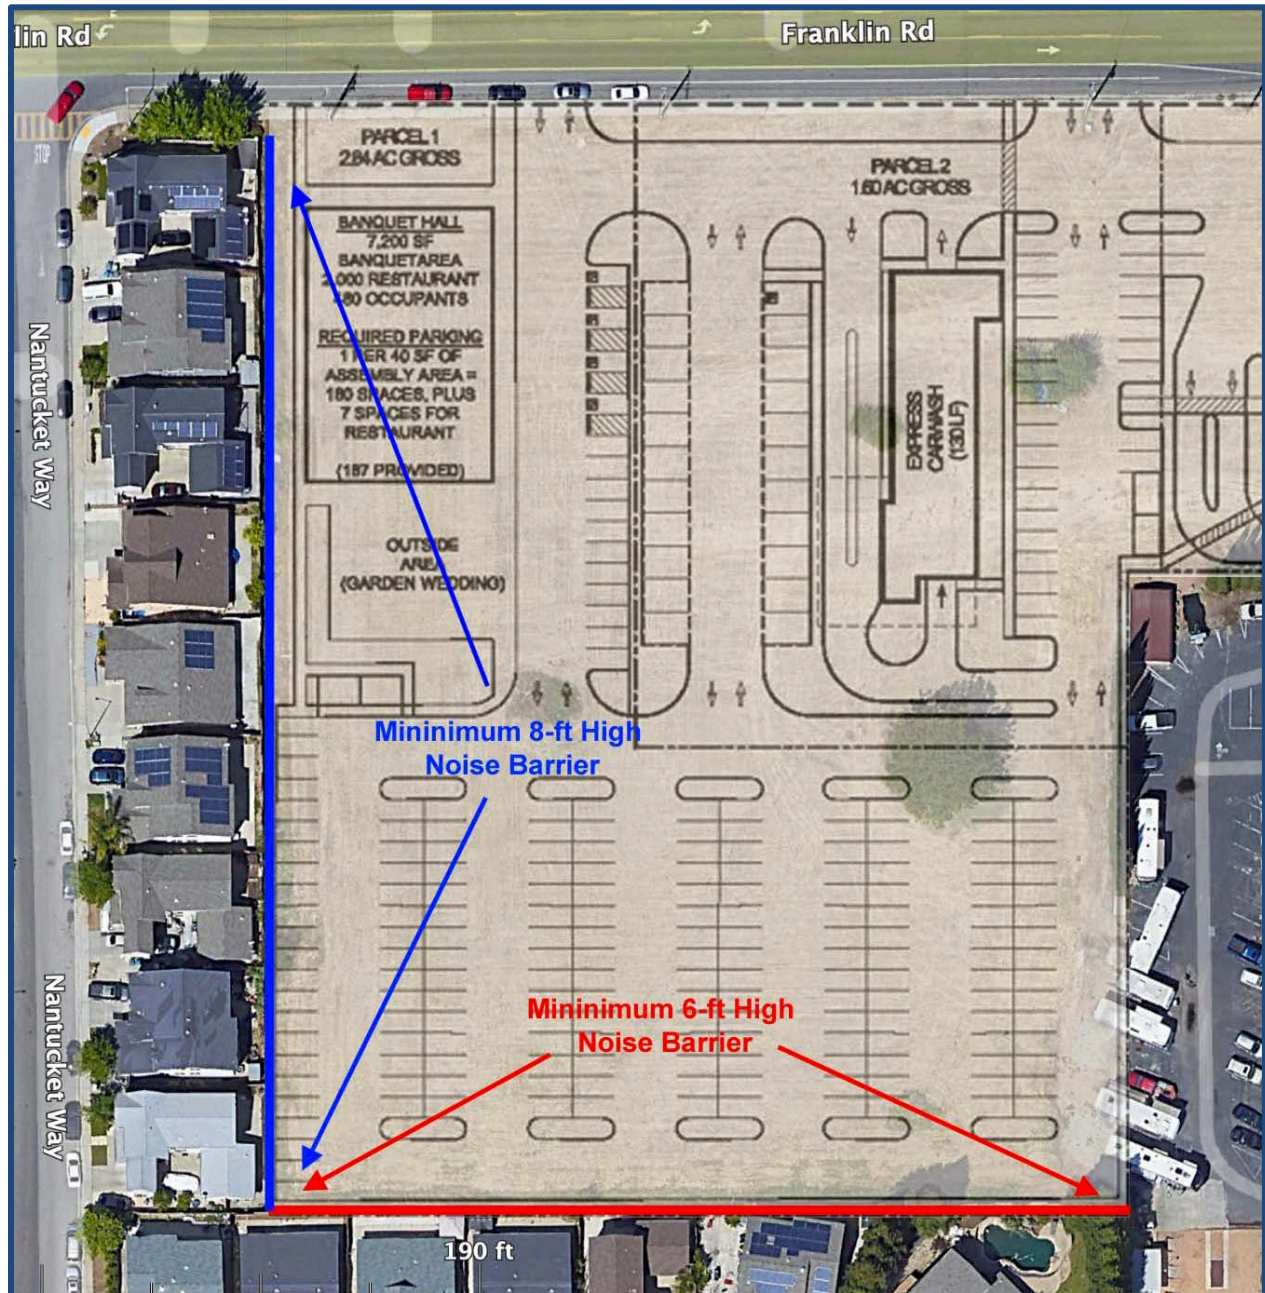 lin Rd
Franklin Rd
STOP
PARCEL 1
2.84 AC GROSS
PARCEL 2
1.60 AC GROSS
BANQUET HALL
7,200 SF
BANQUET AREA
2,000 RESTAURANT
480 OCCUPANTS
REQUIRED PARKING
1 PER 40 SF OF
ASSEMBLY AREA =
180 SPACES, PLUS
7 SPACES FOR
RESTAURANT
(187 PROVIDED)
OUTSIDE
AREA
(GARDEN WEDDING)
EXPRESS
CARWASH
(130 LF)
Nantucket Way
Mininimum 8-ft High
Noise Barrier
Mininimum 6-ft High
Noise Barrier
Nantucket Way
190 ft